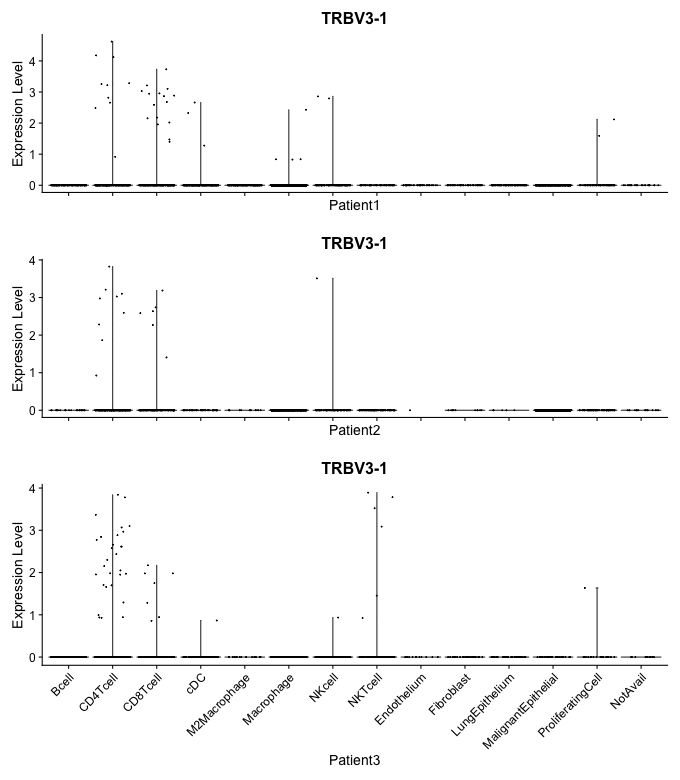 TRBV3-1
Expression Level
4
3
2
1
0
Patient1
TRBV3-1
Expression Level
4
3
2
1
0
Patient2
TRBV3-1
Expression Level
4
3
2
1
0
Bcell
CD4Tcell
CD8Tcell
cDC
M2Macrophage
Macrophage
NKcell
NKTcell
Endothelium
Fibroblast
LungEpithelium
MalignantEpithelial
ProliferatingCell
NotAvail
Patient3